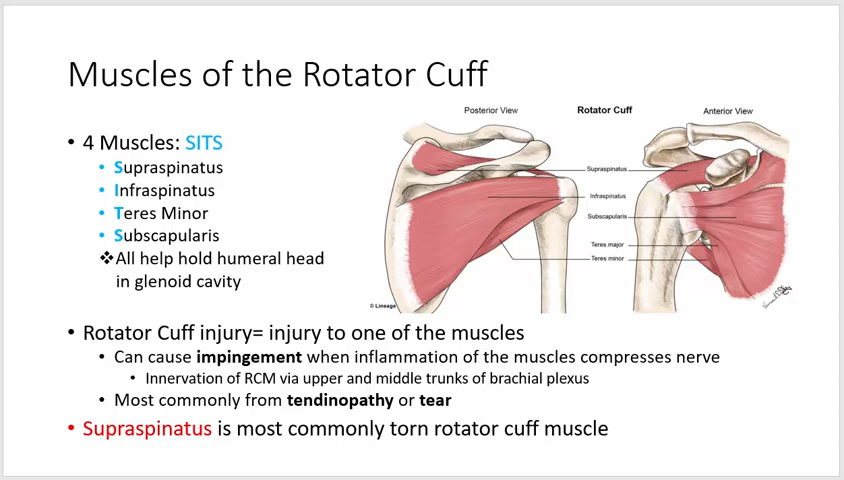 Muscles of the Rotator Cuff
• 4 Muscles: SITS
• Supraspinatus
• Infraspinatus
• Teres Minor
• Subscapularis
❖All help hold humeral head
in glenoid cavity
Posterior View
Rotator Cuff
Anterior View
Supraspinatus
Infraspinatus
Subscapularis
Teres major
Teres minor
© Lineage
• Rotator Cuff injury= injury to one of the muscles
• Can cause impingement when inflammation of the muscles compresses nerve
• Innervation of RCM via upper and middle trunks of brachial plexus
• Most commonly from tendinopathy or tear
• Supraspinatus is most commonly torn rotator cuff muscle